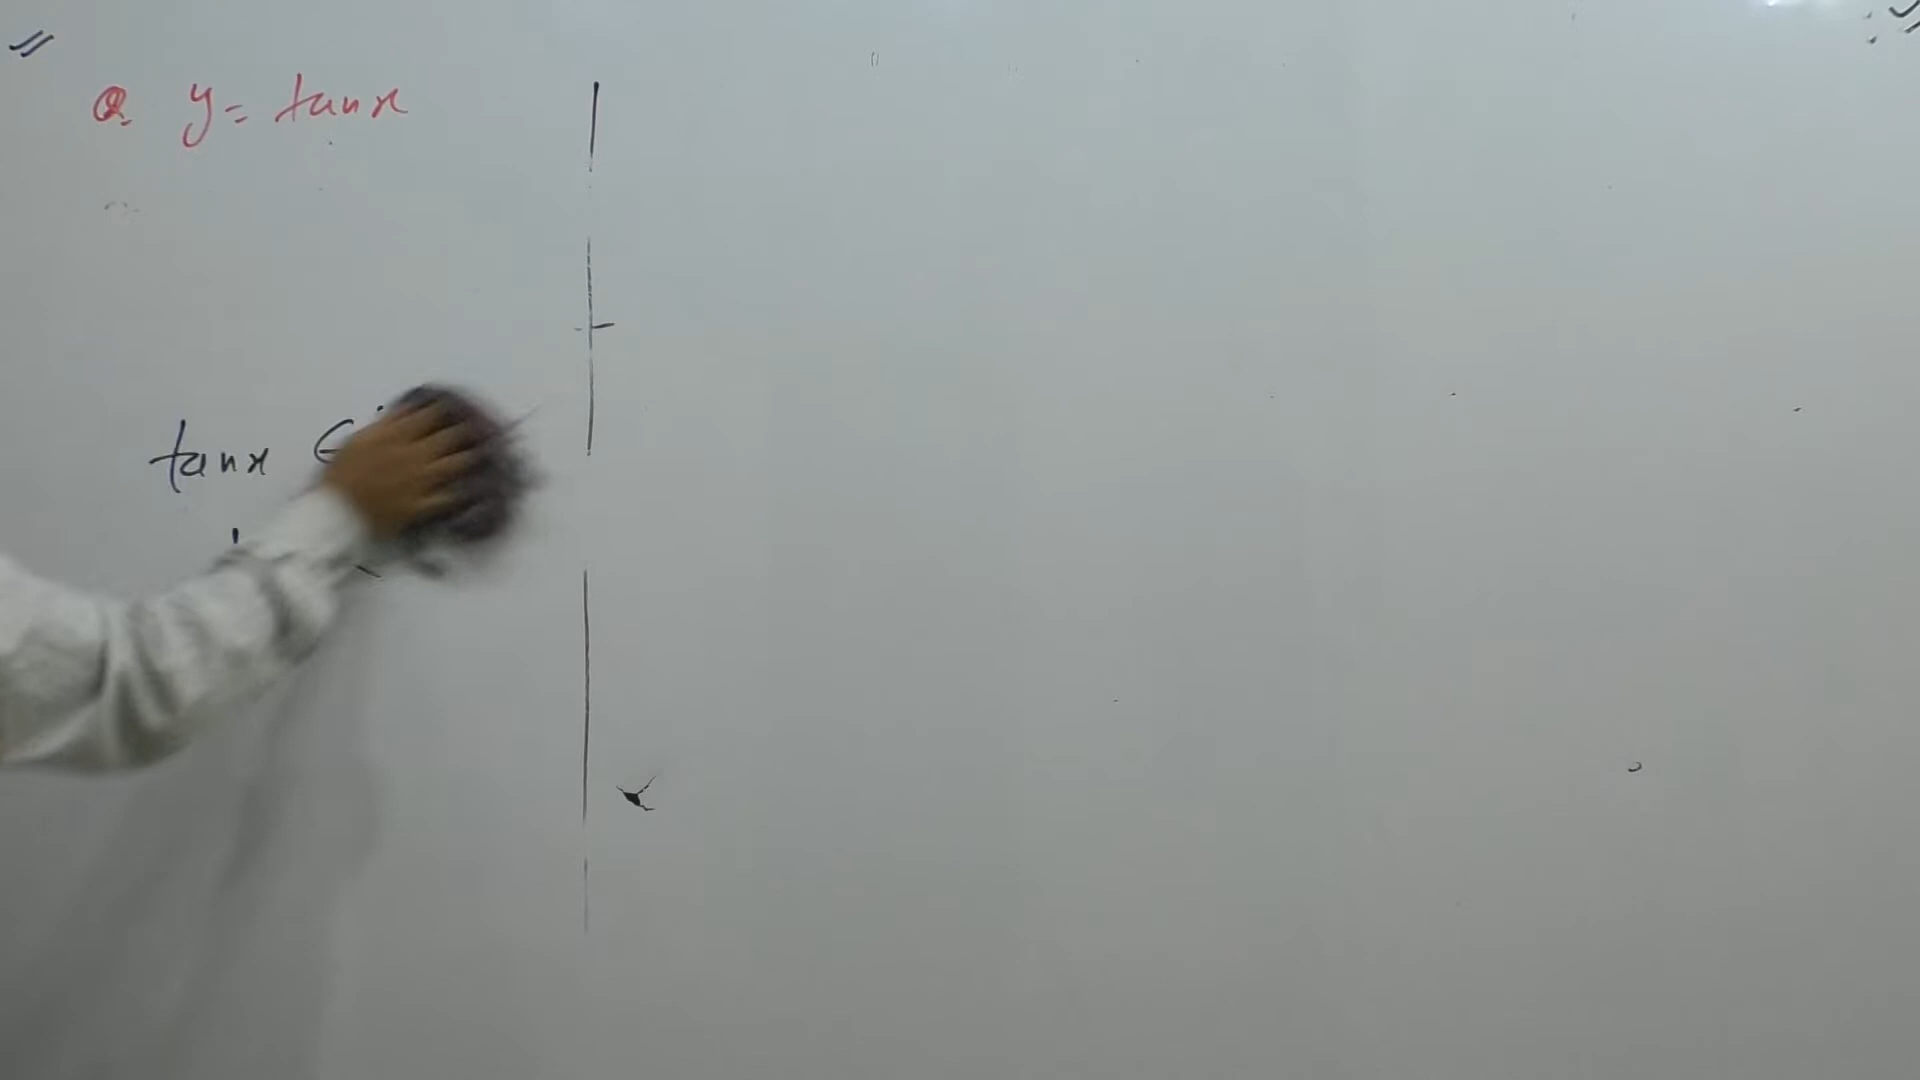 Q. y = tanx
tanx ∈